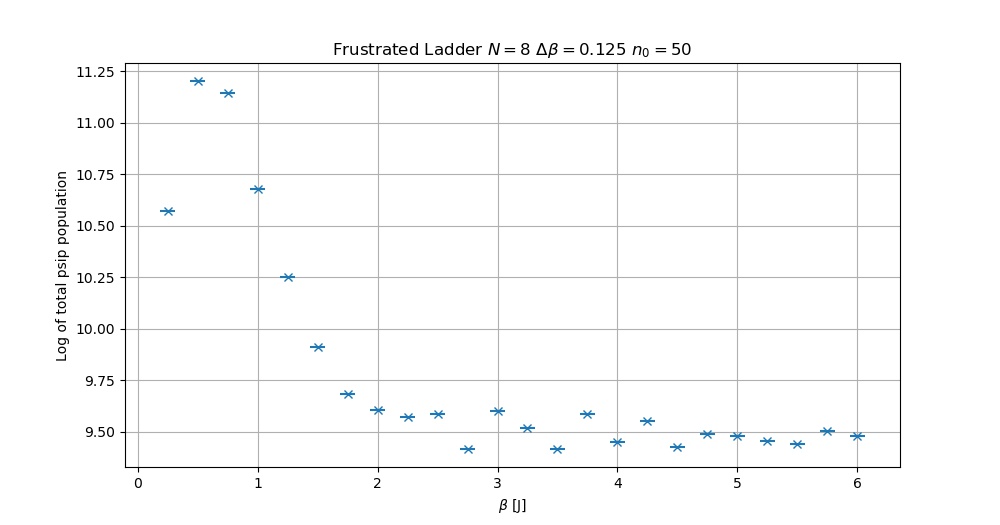 Frustrated Ladder N = 8 Δβ = 0.125 n₀ = 50
Log of total psip population
11.25
11.00
10.75
10.50
10.25
10.00
9.75
9.50
0 1 2 3 4 5 6
β [J]